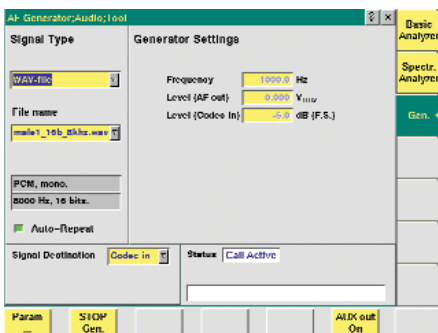 AF Generator;Audio;Tool ? ×
Signal Type
Generator Settings
WAV-file
Frequency 1000.0 Hz
Level (AF out) 0.000 Vrms
Level (Codec in) -6.0 dB (F.S.)
File name
male1_16b_8khz.wav
PCM, mono.
8000 Hz, 16 bits.
Auto-Repeat
Signal Destination Codec in
Status Call Active
Basic
Analyzer
Spectr.
Analyzer
Gen.
Param
...
STOP
Gen.
AUX out
On